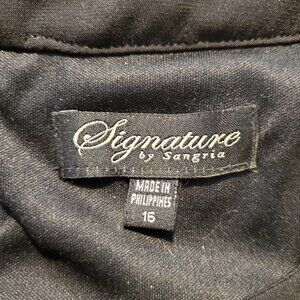 Signature
by Sangria
MADE IN
PHILIPPINES
16